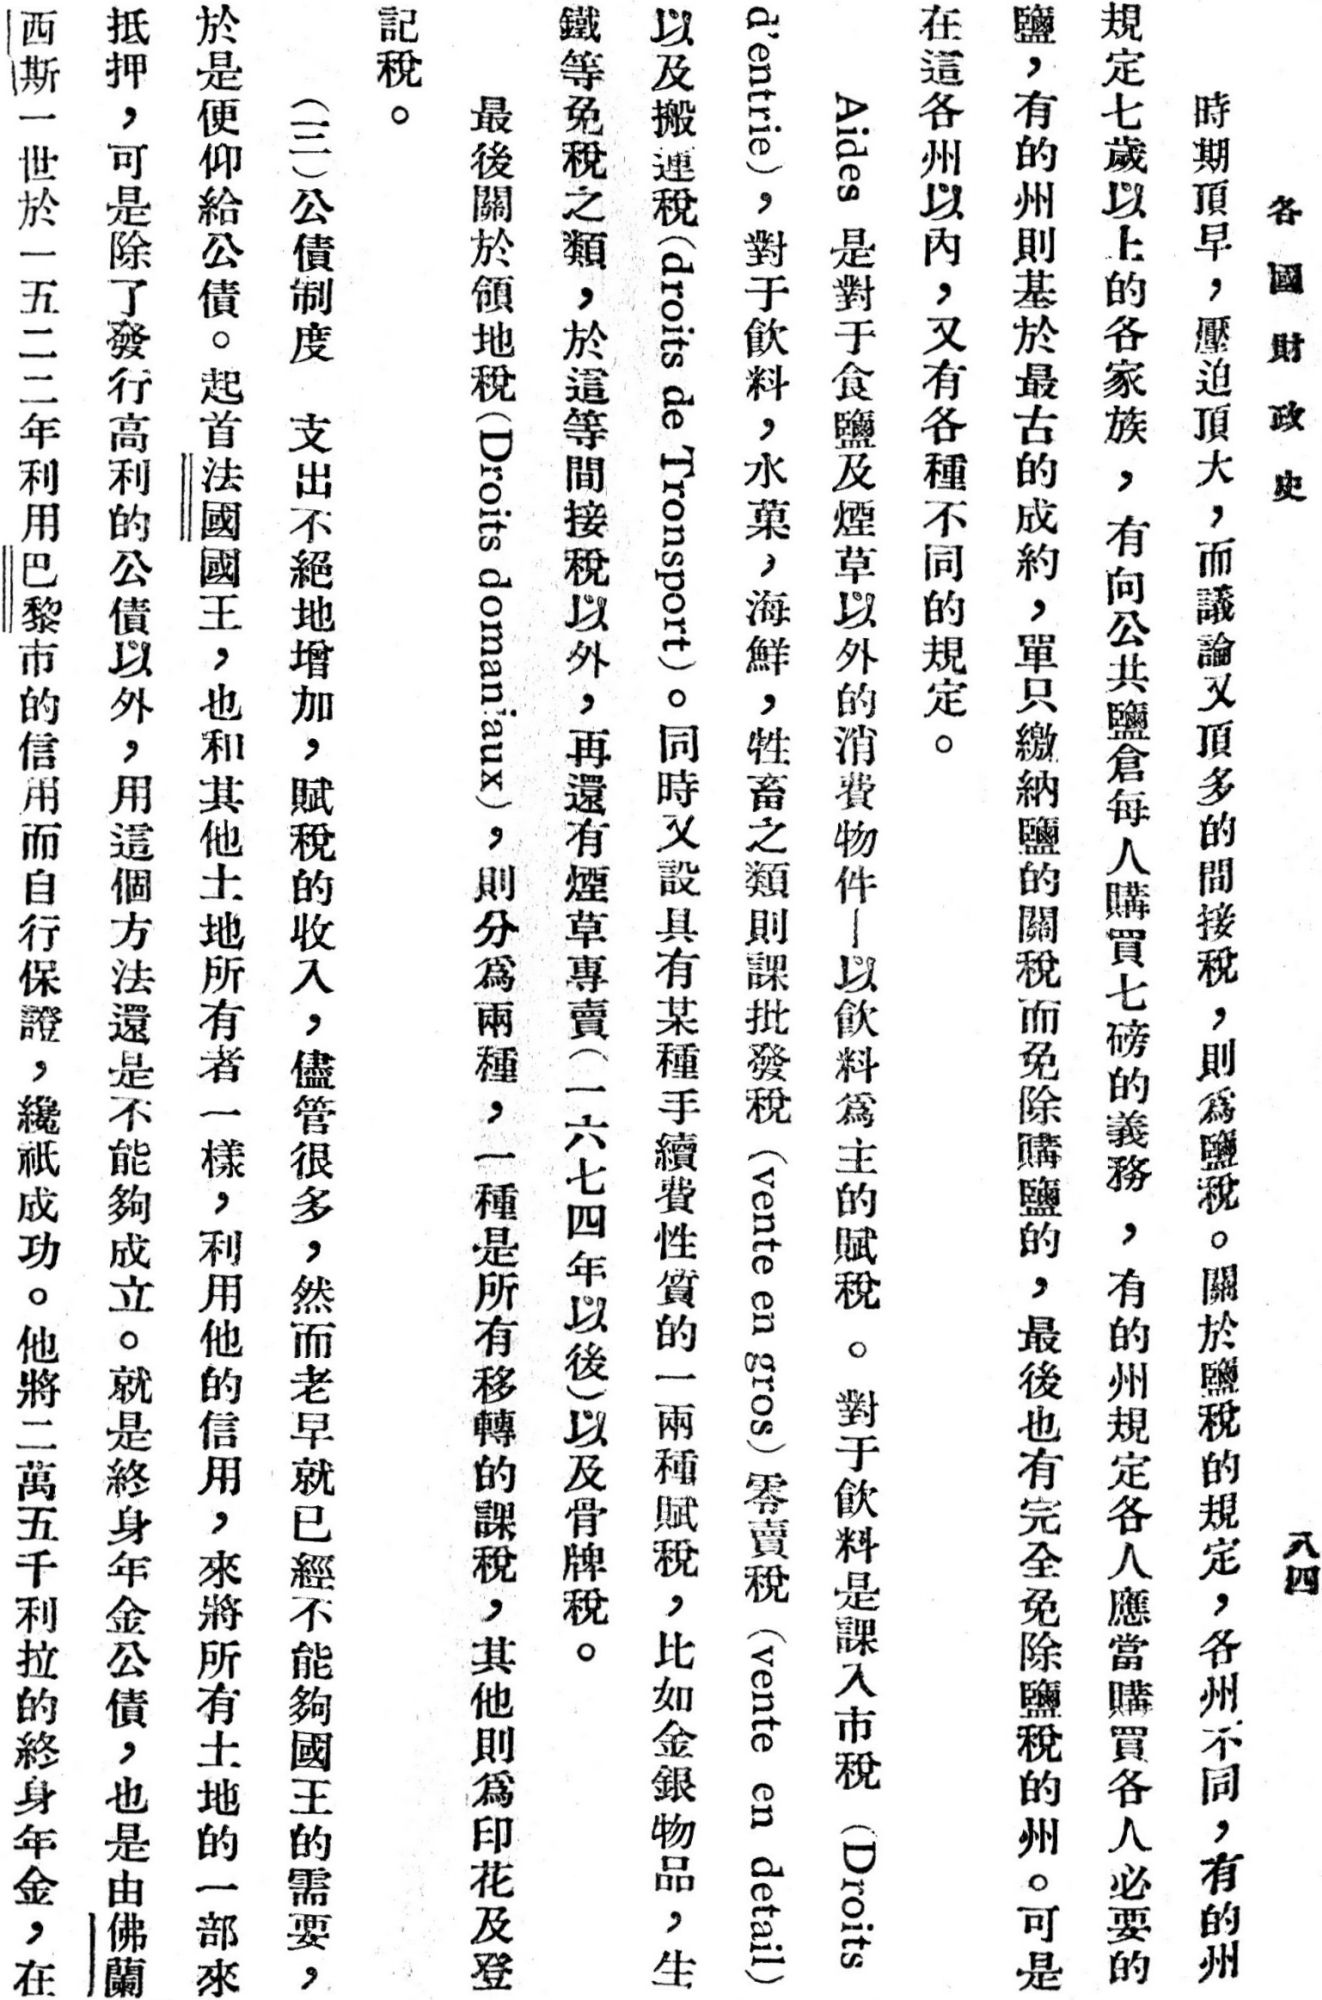 各國財政史
八四
時期頂早，壓迫頂大，而議論又頂多的間接稅，則爲鹽稅。關於鹽稅的規定，各州不同，有的州
規定七歲以上的各家族，有向公共鹽倉每人購買七磅的義務，有的州規定各人應當購買各人必要的
鹽，有的州則基於最古的成約，單只繳納鹽的關稅而免除購鹽的，最後也有完全免除鹽稅的州。可是
在這各州以內，又有各種不同的規定。
Aides 是對于食鹽及煙草以外的消費物件—以飲料爲主的賦稅。對于飲料是課入市稅（Droits
d'entrie），對于飲料，水菓，海鮮，牲畜之類則課批發稅（vente en gros）零賣稅（vente en detail）
以及搬運稅（droits de Tronsport）。同時又設具有某種手續費性質的一兩種賦稅，比如金銀物品，生
鐵等免稅之類，於這等間接稅以外，再還有煙草專賣（一六七四年以後）以及骨牌稅。
最後關於領地稅（Droits domaniaux），則分爲兩種，一種是所有移轉的課稅，其他則爲印花及登
記稅。
（二）公債制度　支出不絕地增加，賦稅的收入，儘管很多，然而老早就已經不能夠國王的需要，
於是便仰給公債。起首法國國王，也和其他土地所有者一樣，利用他的信用，來將所有土地的一部來
抵押，可是除了發行高利的公債以外，用這個方法還是不能夠成立。就是終身年金公債，也是由佛蘭
西斯一世於一五二二年利用巴黎市的信用而自行保證，纔祇成功。他將二萬五千利拉的終身年金，在